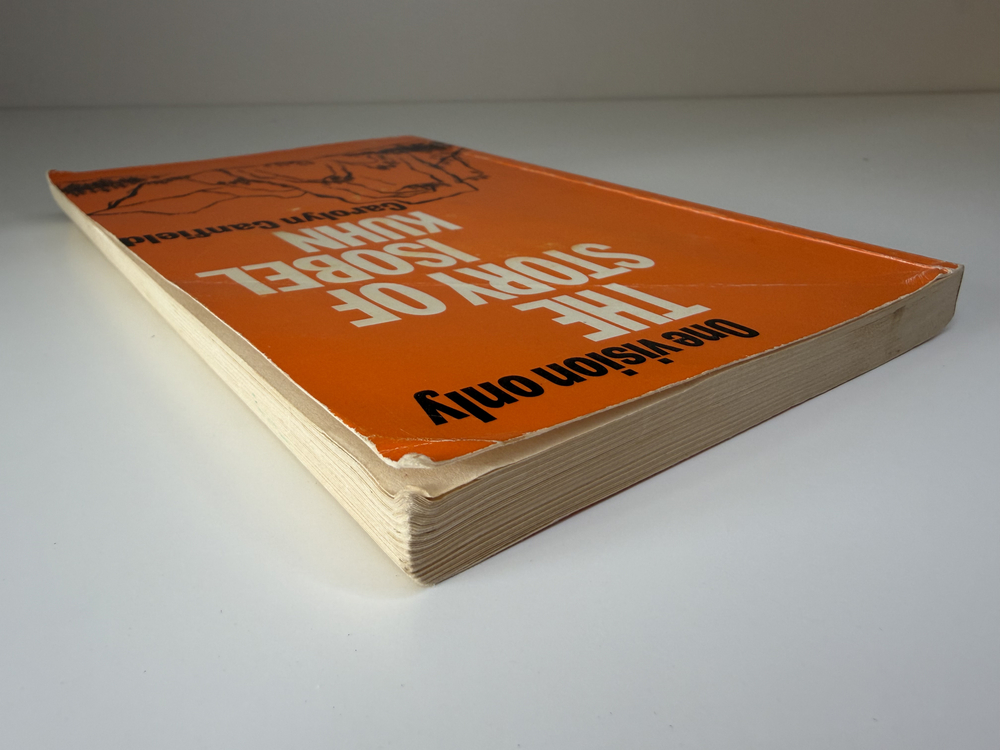 One vision only
THE
STORY OF
ISOBEL
KUHN
Carolyn Canfield